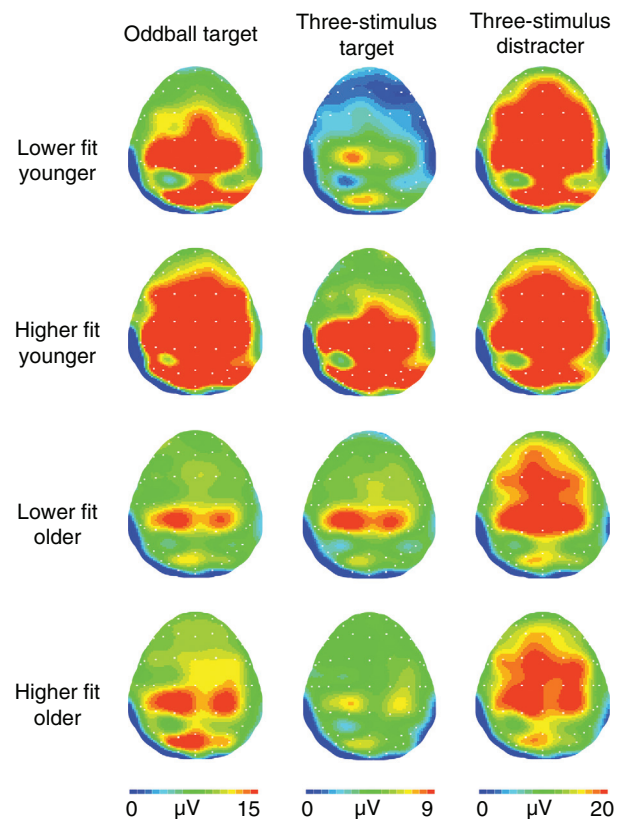 Oddball target
Three-stimulus
target
Three-stimulus
distracter
Lower fit
younger
Higher fit
younger
Lower fit
older
Higher fit
older
0 μV 15
0 μV 9
0 μV 20